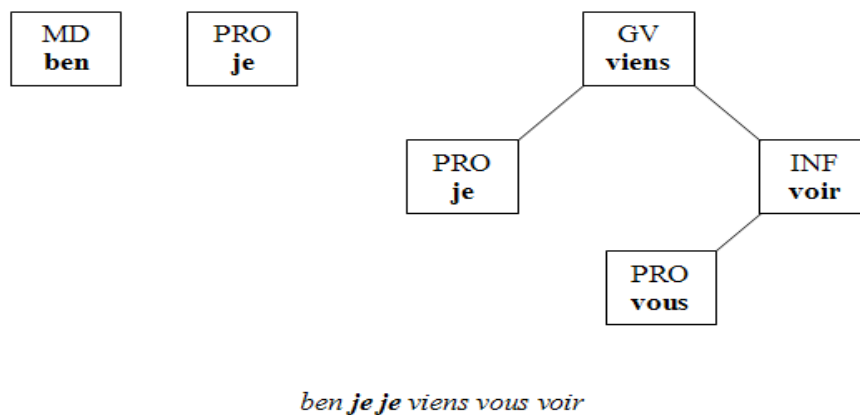 MD PRO GV
ben je viens
PRO INF
je voir
PRO
vous
ben je je viens vous voir